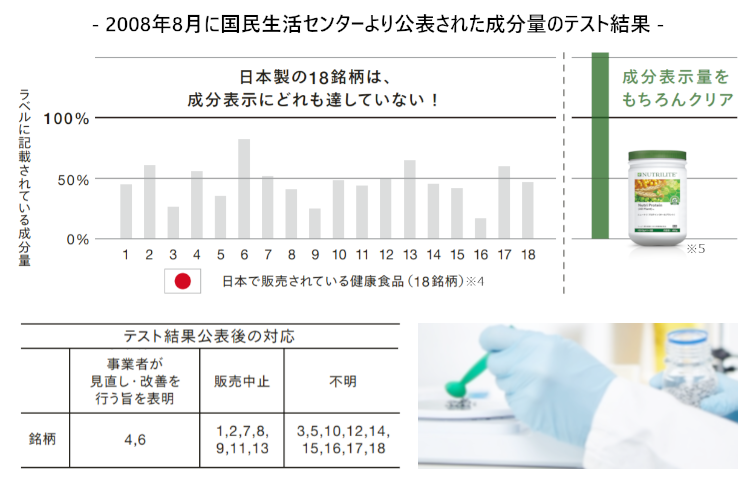 - 2008年8月に国民生活センターより公表された成分量のテスト結果 -
日本製の18銘柄は、
成分表示にどれも達していない！
成分表示量を
もちろんクリア
ラベルに記載されている成分量
100%
50%
0%
1 2 3 4 5 6 7 8 9 10 11 12 13 14 15 16 17 18
日本で販売されている健康食品（18銘柄）※4
NUTRILITE
※5
テスト結果公表後の対応
事業者が
見直し・改善を
行う旨を表明
販売中止
不明
銘柄
4,6
1,2,7,8,
9,11,13
3,5,10,12,14,
15,16,17,18